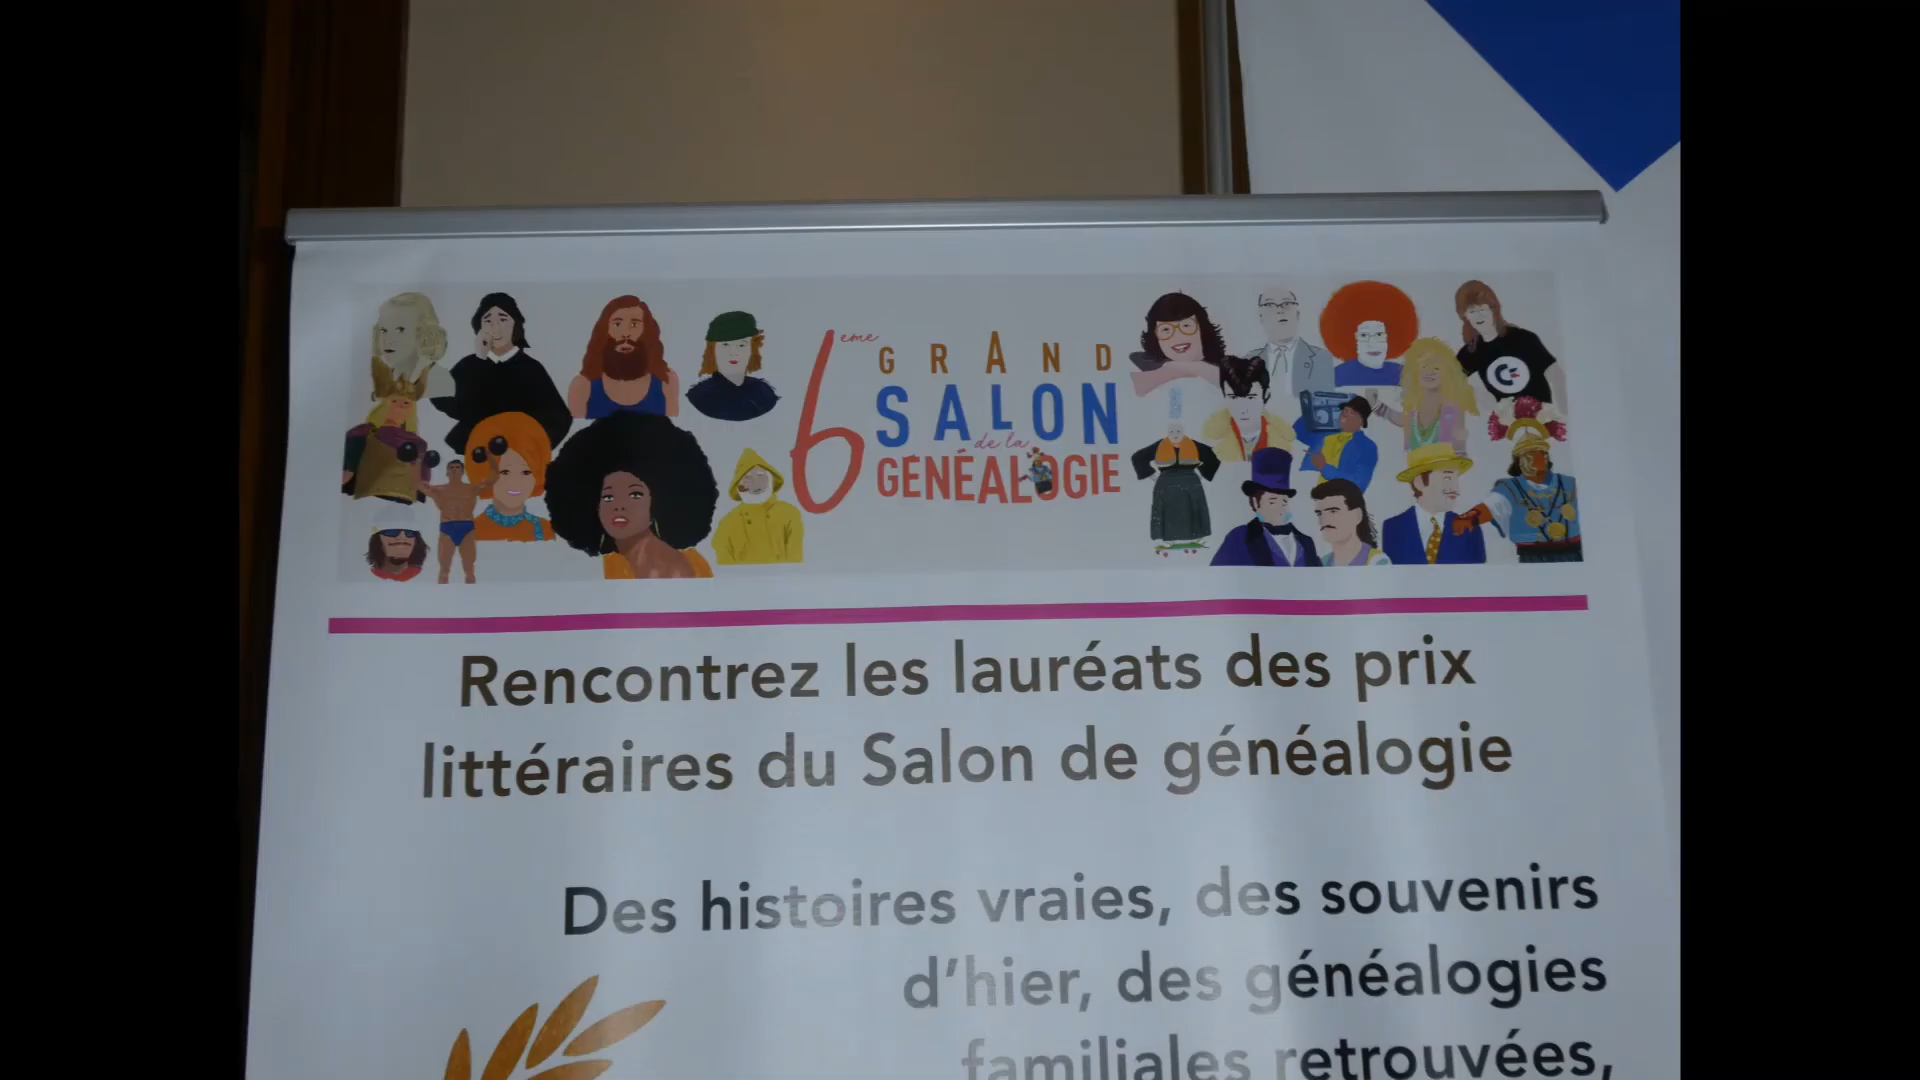 6eme GRAND
SALON
de la
GÉNÉALOGIE
Rencontrez les lauréats des prix
littéraires du Salon de généalogie
Des histoires vraies, des souvenirs
d'hier, des généalogies
familiales retrouvées,